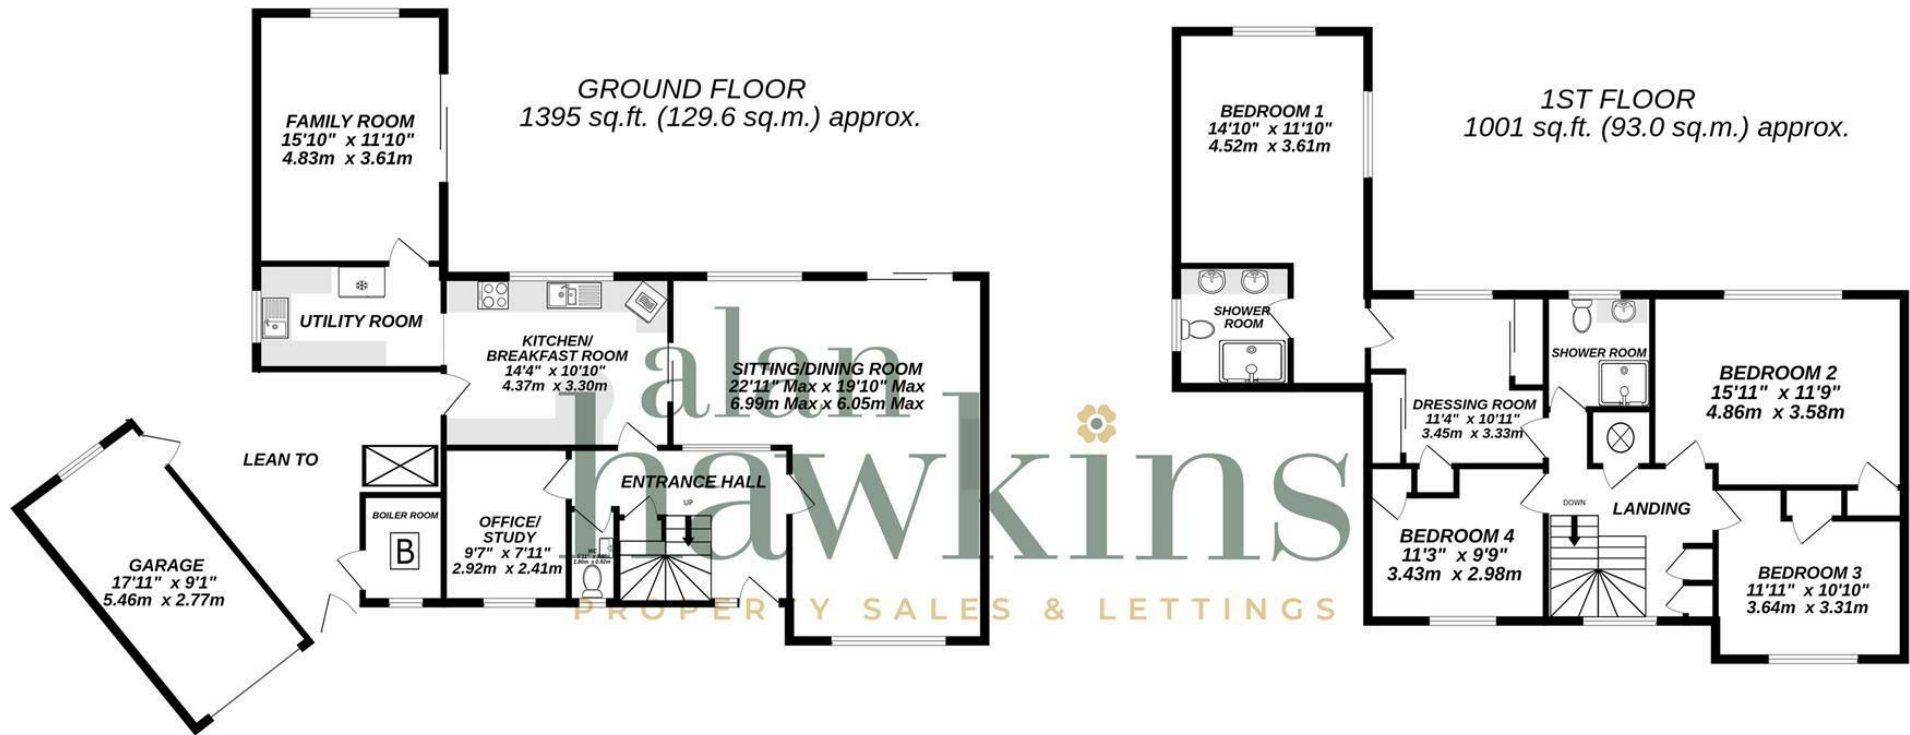 GROUND FLOOR
1395 sq.ft. (129.6 sq.m.) approx.
FAMILY ROOM
15'10" x 11'10"
4.83m x 3.61m
UTILITY ROOM
KITCHEN/
BREAKFAST ROOM
14'4" x 10'10"
4.37m x 3.30m
SITTING/DINING ROOM
22'11" Max x 19'10" Max
6.99m Max x 6.05m Max
LEAN TO
ENTRANCE HALL
UP
BOILER ROOM
B
OFFICE/
STUDY
9'7" x 7'11"
2.92m x 2.41m
WC
GARAGE
17'11" x 9'1"
5.46m x 2.77m
1ST FLOOR
1001 sq.ft. (93.0 sq.m.) approx.
BEDROOM 1
14'10" x 11'10"
4.52m x 3.61m
SHOWER
ROOM
SHOWER ROOM
BEDROOM 2
15'11" x 11'9"
4.86m x 3.58m
DRESSING ROOM
11'4" x 10'11"
3.45m x 3.33m
DOWN
LANDING
BEDROOM 4
11'3" x 9'9"
3.43m x 2.98m
BEDROOM 3
11'11" x 10'10"
3.64m x 3.31m
alan
hawkins
PROPERTY SALES & LETTINGS